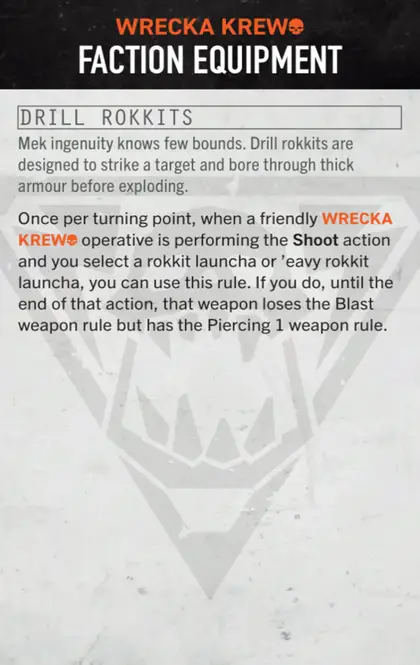 WRECKA KREW
FACTION EQUIPMENT
DRILL ROKKITS
Mek ingenuity knows few bounds. Drill rokkits are
designed to strike a target and bore through thick
armour before exploding.
Once per turning point, when a friendly WRECKA
KREW operative is performing the Shoot action
and you select a rokkit launcha or ’eavy rokkit
launcha, you can use this rule. If you do, until the
end of that action, that weapon loses the Blast
weapon rule but has the Piercing 1 weapon rule.